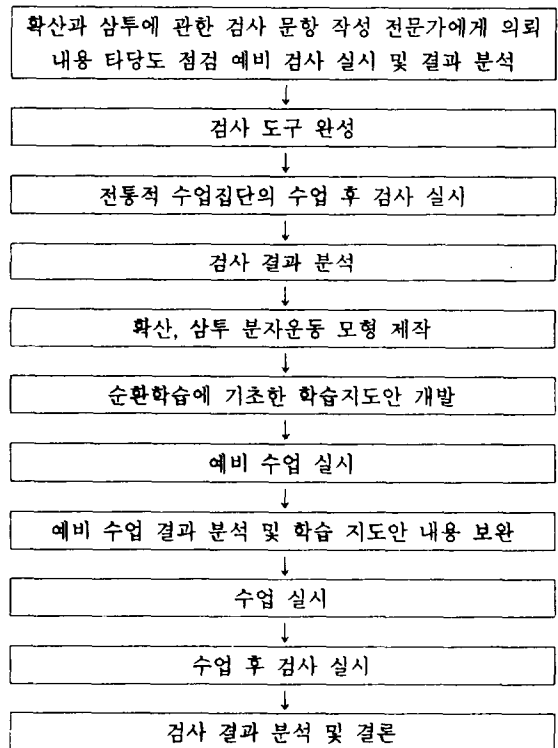 확산과 삼투에 관한 검사 문항 작성 전문가에게 의뢰
내용 타당도 점검 예비 검사 실시 및 결과 분석
↓
검사 도구 완성
↓
전통적 수업집단의 수업 후 검사 실시
↓
검사 결과 분석
↓
확산, 삼투 분자운동 모형 제작
↓
순환학습에 기초한 학습지도안 개발
↓
예비 수업 실시
↓
예비 수업 결과 분석 및 학습 지도안 내용 보완
↓
수업 실시
↓
수업 후 검사 실시
↓
검사 결과 분석 및 결론